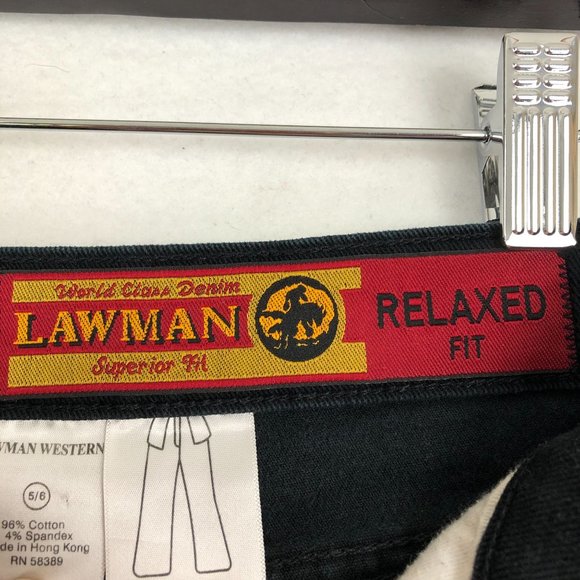 World Class Denim
LAWMAN
Superior Fit
RELAXED
FIT
WMAN WESTERN
5/6
96% Cotton
4% Spandex
de in Hong Kong
RN 58389